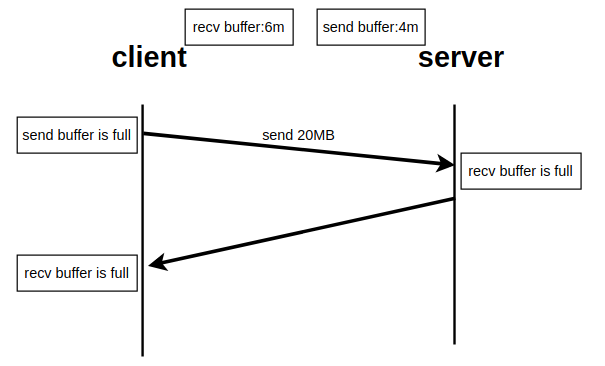 recv buffer:6m
send buffer:4m
client
server
send buffer is full
send 20MB
recv buffer is full
recv buffer is full